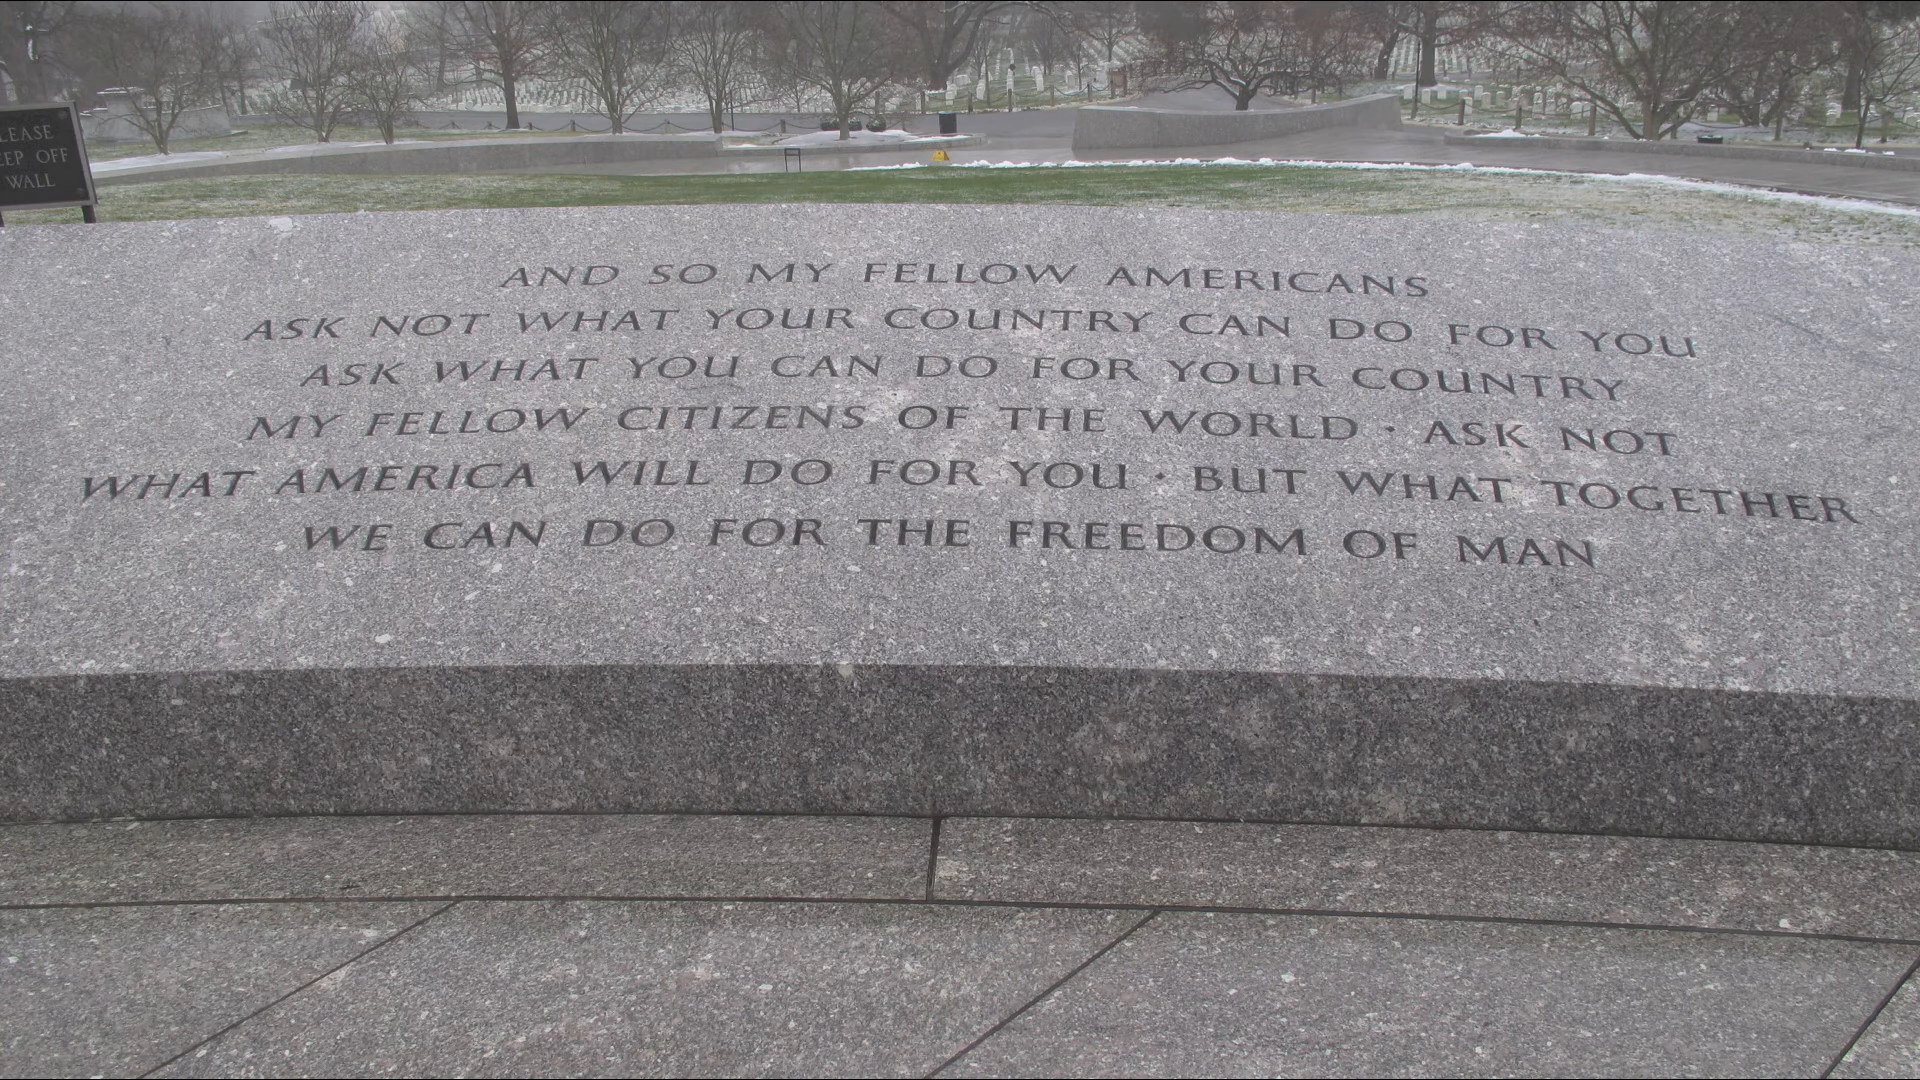 LEASE
EEP OFF
WALL
AND SO MY FELLOW AMERICANS
ASK NOT WHAT YOUR COUNTRY CAN DO FOR YOU
ASK WHAT YOU CAN DO FOR YOUR COUNTRY
MY FELLOW CITIZENS OF THE WORLD · ASK NOT
WHAT AMERICA WILL DO FOR YOU · BUT WHAT TOGETHER
WE CAN DO FOR THE FREEDOM OF MAN